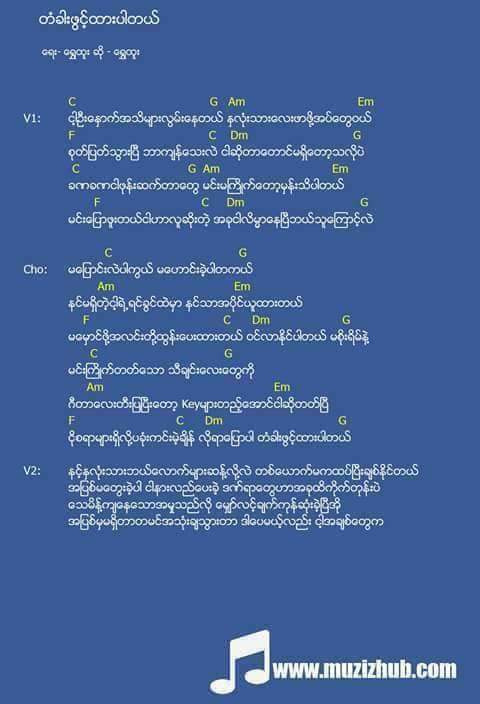 တံခါးဖွင့်ထားပါတယ်
ရေး- ရွှေထူး ဆို - ရွှေထူး
C G Am Em
V1: ငါ့ဦးနှောက်အသိများလွမ်းနေတယ် နှလုံးသားလေးဖာဖို့အပ်တွေဝယ်
F C Dm G
စုတ်ပြတ်သွားပြီ ဘာကျန်သေးလဲ ငါဆိုတာတောင်မရှိတော့သလိုပဲ
C G Am Em
ခဏခဏငါဖုန်းဆက်တာတွေ မင်းမကြိုက်တော့မှန်းသိပါတယ်
F C Dm G
မင်းပြောဖူးတယ်ငါဟာလူဆိုးတဲ့ အခုငါလိမ္မာနေပြီဘယ်သူကြောင့်လဲ
C G
Cho: မပြောင်းလဲပါကွယ် မဟောင်းခဲ့ပါတကယ်
Am Em
နင်မရှိတဲ့ငါ့ရဲ့ရင်ခွင်ထဲမှာ နင်သာအပိုင်ယူထားတယ်
F C Dm G
မမှောင်ဖို့အလင်းတို့ထွန်းပေးထားတယ် ဝင်လာနိုင်ပါတယ် မစိုးရိမ်နဲ့
C G
မင်းကြိုက်တတ်သော သီချင်းလေးတွေကို
Am Em
ဂီတာလေးတီးပြပြီးတော့ Keyများတည့်အောင်ငါဆိုတတ်ပြီ
F C Dm G
ငိုစရာများရှိလို့ပခုံးကင်းမဲ့ချိန် လိုရာပြောပါ တံခါးဖွင့်ထားပါတယ်
V2: နင့်နှလုံးသားဘယ်လောက်များဆန့်လို့လဲ တစ်ယောက်မကထပ်ပြီးချစ်နိုင်တယ်
အပြစ်မတွေးခဲ့ပါ ငါနားလည်ပေးခဲ့ ဒဏ်ရာတွေဟာအခုထိကိုက်တုန်းပဲ
သေမိန့်ကျနေသောအမှုသည်လို မျှော်လင့်ချက်ကုန်ဆုံးခဲ့ပြီအို
အပြစ်မှမရှိတာတမင်အသုံးချသွားတာ ဒါပေမယ့်လည်း ငါ့အချစ်တွေက
www.muzizhub.com